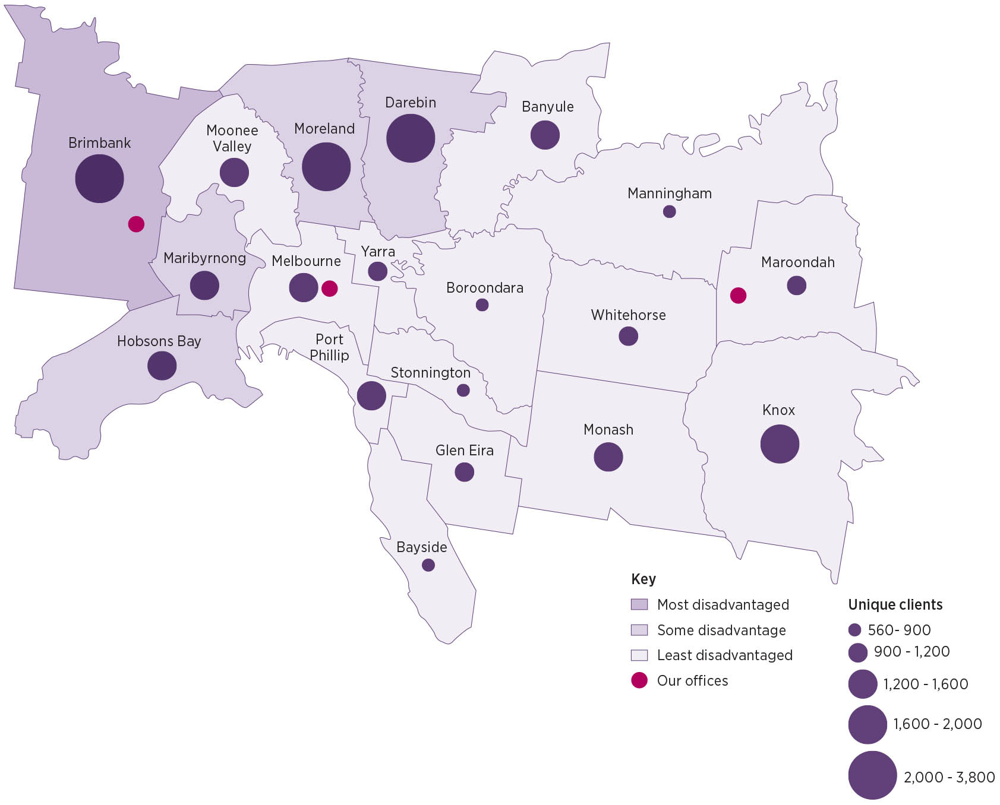 Darebin
Banyule
Moreland
Moonee
Valley
Brimbank
Manningham
Yarra
Maribyrnong
Melbourne
Maroondah
Boroondara
Whitehorse
Hobsons Bay
Port
Phillip
Stonnington
Knox
Monash
Glen Eira
Bayside
Key
Most disadvantaged
Some disadvantage
Least disadvantaged
Our offices
Unique clients
560- 900
900 - 1,200
1,200 - 1,600
1,600 - 2,000
2,000 - 3,800